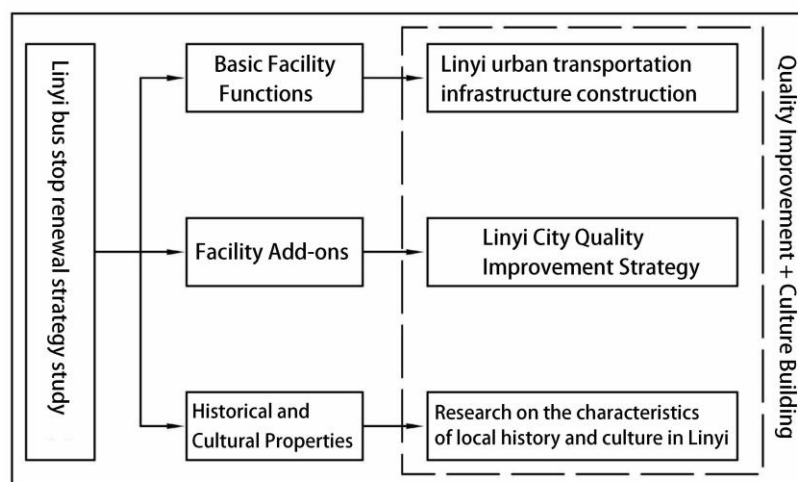 Linyi bus stop renewal strategy study
Basic Facility
Functions
Linyi urban transportation
infrastructure construction
Facility Add-ons
Linyi City Quality
Improvement Strategy
Historical and
Cultural Properties
Research on the characteristics
of local history and culture in Linyi
Quality Improvement + Culture Building